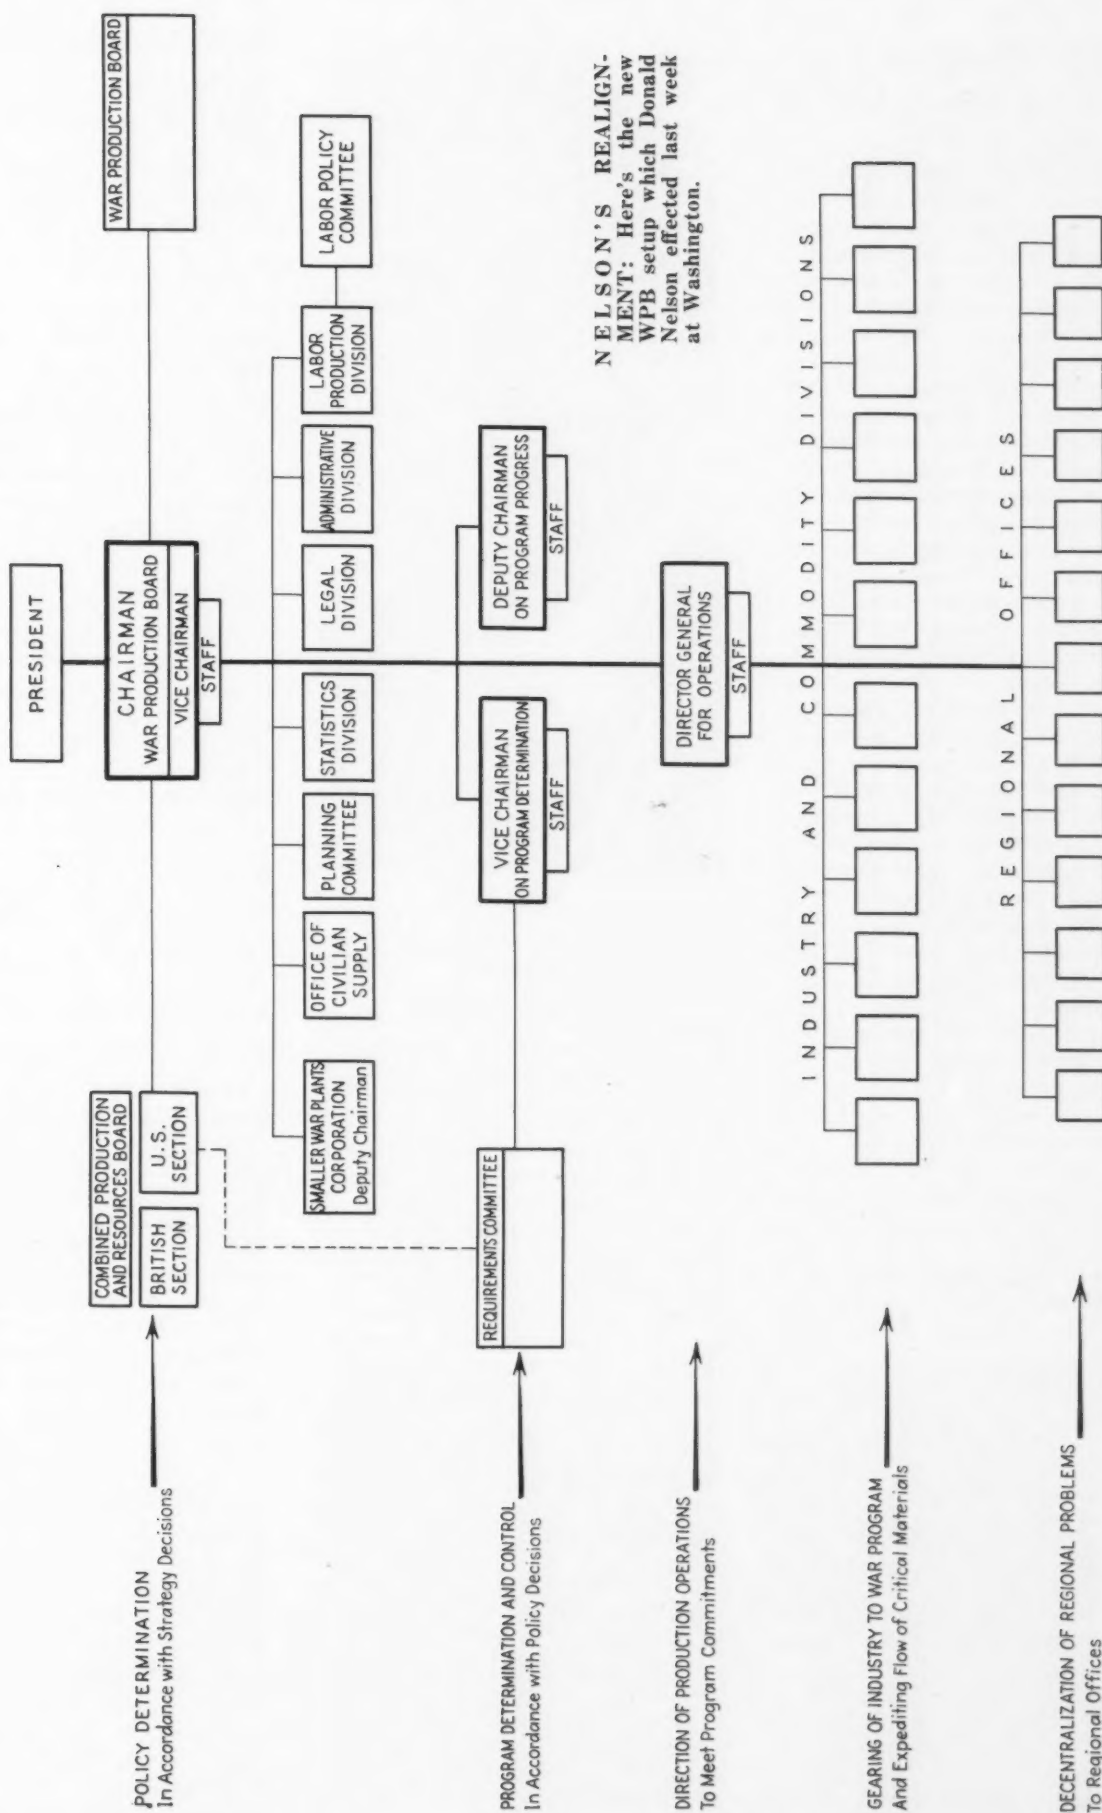 PRESIDENT
CHAIRMAN
WAR PRODUCTION BOARD
VICE CHAIRMAN
STAFF
WAR PRODUCTION BOARD
COMBINED PRODUCTION
AND RESOURCES BOARD
BRITISH
SECTION
U.S.
SECTION
POLICY DETERMINATION
In Accordance with Strategy Decisions
SMALLER WAR PLANTS
CORPORATION
Deputy Chairman
OFFICE OF
CIVILIAN
SUPPLY
PLANNING
COMMITTEE
STATISTICS
DIVISION
LEGAL
DIVISION
ADMINISTRATIVE
DIVISION
LABOR
PRODUCTION
DIVISION
LABOR POLICY
COMMITTEE
PROGRAM DETERMINATION AND CONTROL
In Accordance with Policy Decisions
REQUIREMENTS COMMITTEE
VICE CHAIRMAN
ON PROGRAM DETERMINATION
STAFF
DEPUTY CHAIRMAN
ON PROGRAM PROGRESS
STAFF
NELSON'S REALIGN-
MENT: Here's the new
WPB setup which Donald
Nelson effected last week
at Washington.
DIRECTION OF PRODUCTION OPERATIONS
To Meet Program Commitments
DIRECTOR GENERAL
FOR OPERATIONS
STAFF
INDUSTRY AND COMMODITY DIVISIONS
GEARING OF INDUSTRY TO WAR PROGRAM
And Expediting Flow of Critical Materials
REGIONAL OFFICES
DECENTRALIZATION OF REGIONAL PROBLEMS
To Regional Offices